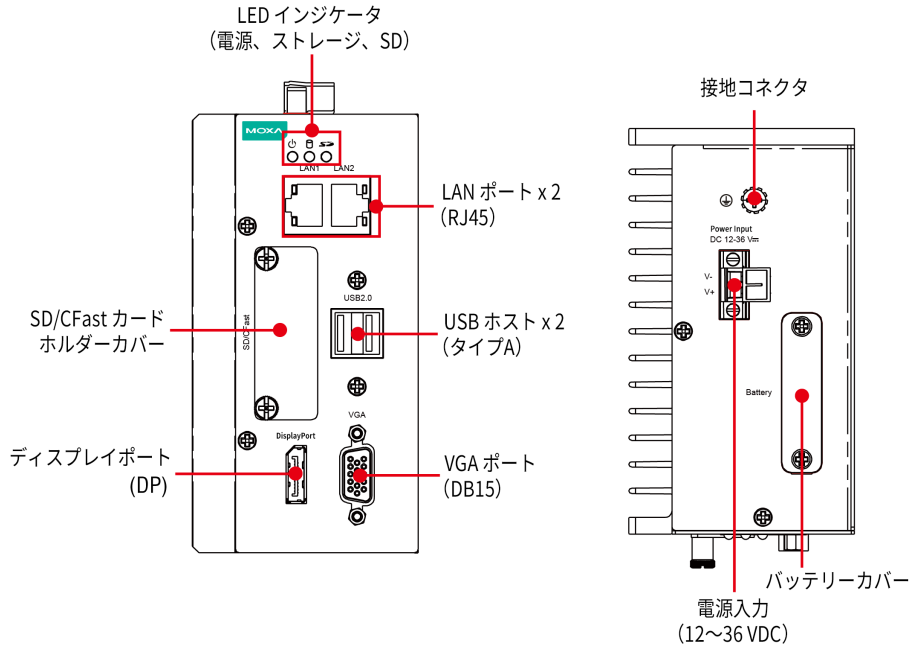 LED インジケータ
（電源、ストレージ、SD）
MOXA
LAN1 LAN2
LAN ポート x 2
（RJ45）
USB2.0
SD/CFast カード
ホルダーカバー
SD/CFast
USB ホスト x 2
（タイプA）
VGA
DisplayPort
ディスプレイポート
(DP)
VGA ポート
（DB15）
接地コネクタ
Power Input
DC 12-36 V⎓
V-
V+
Battery
バッテリーカバー
電源入力
（12～36 VDC）